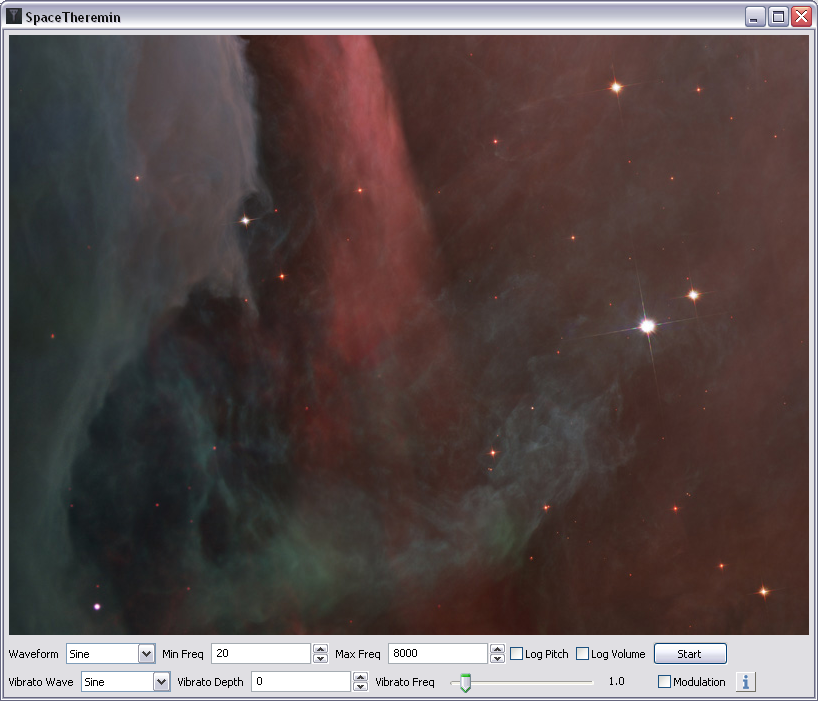 SpaceTheremin
Waveform Sine Min Freq 20 Max Freq 8000 Log Pitch Log Volume Start
Vibrato Wave Sine Vibrato Depth 0 Vibrato Freq 1.0 Modulation i